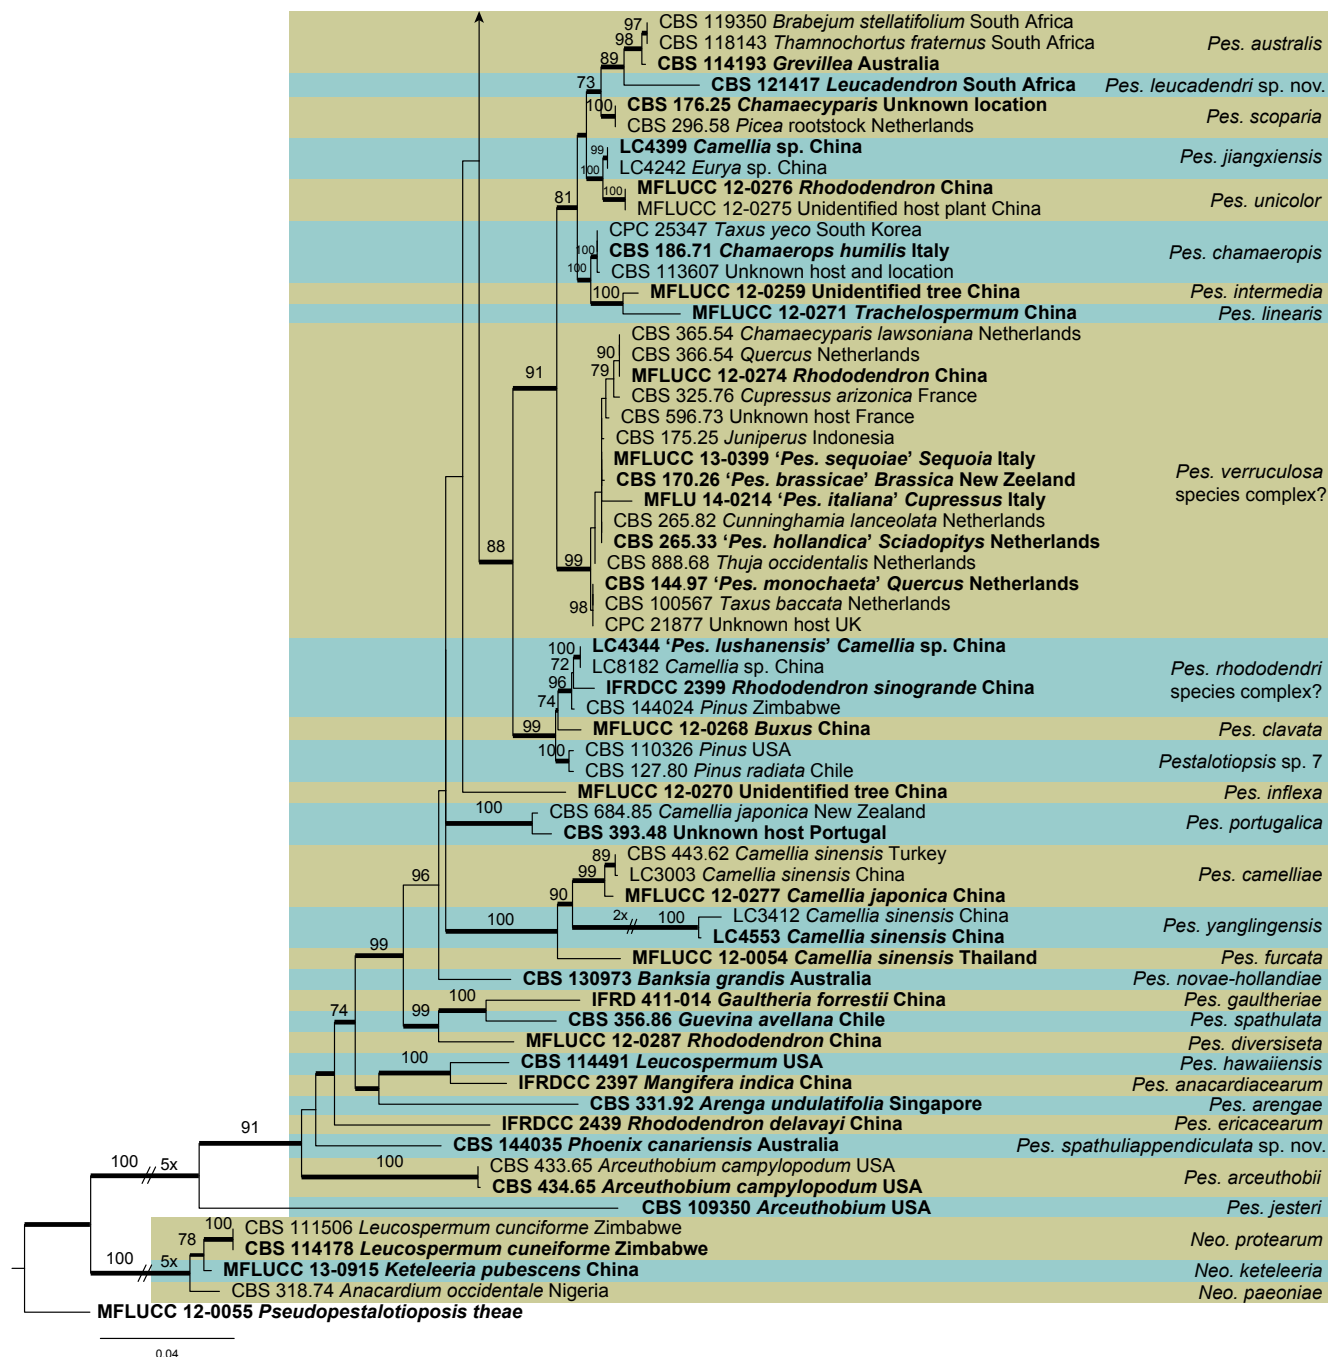 97
CBS 119350 Brabejum stellatifolium South Africa
98
CBS 118143 Thamnochortus fraternus South Africa
Pes. australis
89
CBS 114193 Grevillea Australia
73
CBS 121417 Leucadendron South Africa
Pes. leucadendri sp. nov.
100
CBS 176.25 Chamaecyparis Unknown location
CBS 296.58 Picea rootstock Netherlands
Pes. scoparia
99
LC4399 Camellia sp. China
100
LC4242 Eurya sp. China
Pes. jiangxiensis
100
MFLUCC 12-0276 Rhododendron China
81
MFLUCC 12-0275 Unidentified host plant China
Pes. unicolor
CPC 25347 Taxus yeco South Korea
100
CBS 186.71 Chamaerops humilis Italy
100
CBS 113607 Unknown host and location
Pes. chamaeropis
100
MFLUCC 12-0259 Unidentified tree China
Pes. intermedia
MFLUCC 12-0271 Trachelospermum China
Pes. linearis
CBS 365.54 Chamaecyparis lawsoniana Netherlands
90
CBS 366.54 Quercus Netherlands
91
79
MFLUCC 12-0274 Rhododendron China
CBS 325.76 Cupressus arizonica France
CBS 596.73 Unknown host France
CBS 175.25 Juniperus Indonesia
MFLUCC 13-0399 ‘Pes. sequoiae’ Sequoia Italy
CBS 170.26 ‘Pes. brassicae’ Brassica New Zeeland
MFLU 14-0214 ‘Pes. italiana’ Cupressus Italy
Pes. verruculosa
species complex?
CBS 265.82 Cunninghamia lanceolata Netherlands
CBS 265.33 ‘Pes. hollandica’ Sciadopitys Netherlands
88
99
CBS 888.68 Thuja occidentalis Netherlands
CBS 144.97 ‘Pes. monochaeta’ Quercus Netherlands
98
CBS 100567 Taxus baccata Netherlands
CPC 21877 Unknown host UK
100
LC4344 ‘Pes. lushanensis’ Camellia sp. China
72
LC8182 Camellia sp. China
96
IFRDCC 2399 Rhododendron sinogrande China
Pes. rhododendri
species complex?
74
CBS 144024 Pinus Zimbabwe
99
MFLUCC 12-0268 Buxus China
Pes. clavata
100
CBS 110326 Pinus USA
CBS 127.80 Pinus radiata Chile
Pestalotiopsis sp. 7
MFLUCC 12-0270 Unidentified tree China
Pes. inflexa
100
CBS 684.85 Camellia japonica New Zealand
CBS 393.48 Unknown host Portugal
Pes. portugalica
89
CBS 443.62 Camellia sinensis Turkey
96
99
LC3003 Camellia sinensis China
Pes. camelliae
90
MFLUCC 12-0277 Camellia japonica China
100
2x
100
LC3412 Camellia sinensis China
LC4553 Camellia sinensis China
Pes. yanglingensis
99
MFLUCC 12-0054 Camellia sinensis Thailand
Pes. furcata
CBS 130973 Banksia grandis Australia
Pes. novae-hollandiae
100
IFRD 411-014 Gaultheria forrestii China
Pes. gaultheriae
74
99
CBS 356.86 Guevina avellana Chile
Pes. spathulata
MFLUCC 12-0287 Rhododendron China
Pes. diversiseta
100
CBS 114491 Leucospermum USA
Pes. hawaiiensis
IFRDCC 2397 Mangifera indica China
Pes. anacardiacearum
CBS 331.92 Arenga undulatifolia Singapore
Pes. arengae
91
IFRDCC 2439 Rhododendron delavayi China
Pes. ericacearum
CBS 144035 Phoenix canariensis Australia
Pes. spathuliappendiculata sp. nov.
100
5x
100
CBS 433.65 Arceuthobium campylopodum USA
CBS 434.65 Arceuthobium campylopodum USA
Pes. arceuthobii
CBS 109350 Arceuthobium USA
Pes. jesteri
100
CBS 111506 Leucospermum cunciforme Zimbabwe
78
CBS 114178 Leucospermum cuneiforme Zimbabwe
Neo. protearum
100
5x
MFLUCC 13-0915 Keteleeria pubescens China
Neo. keteleeria
CBS 318.74 Anacardium occidentale Nigeria
Neo. paeoniae
MFLUCC 12-0055 Pseudopestalotioposis theae
0.04